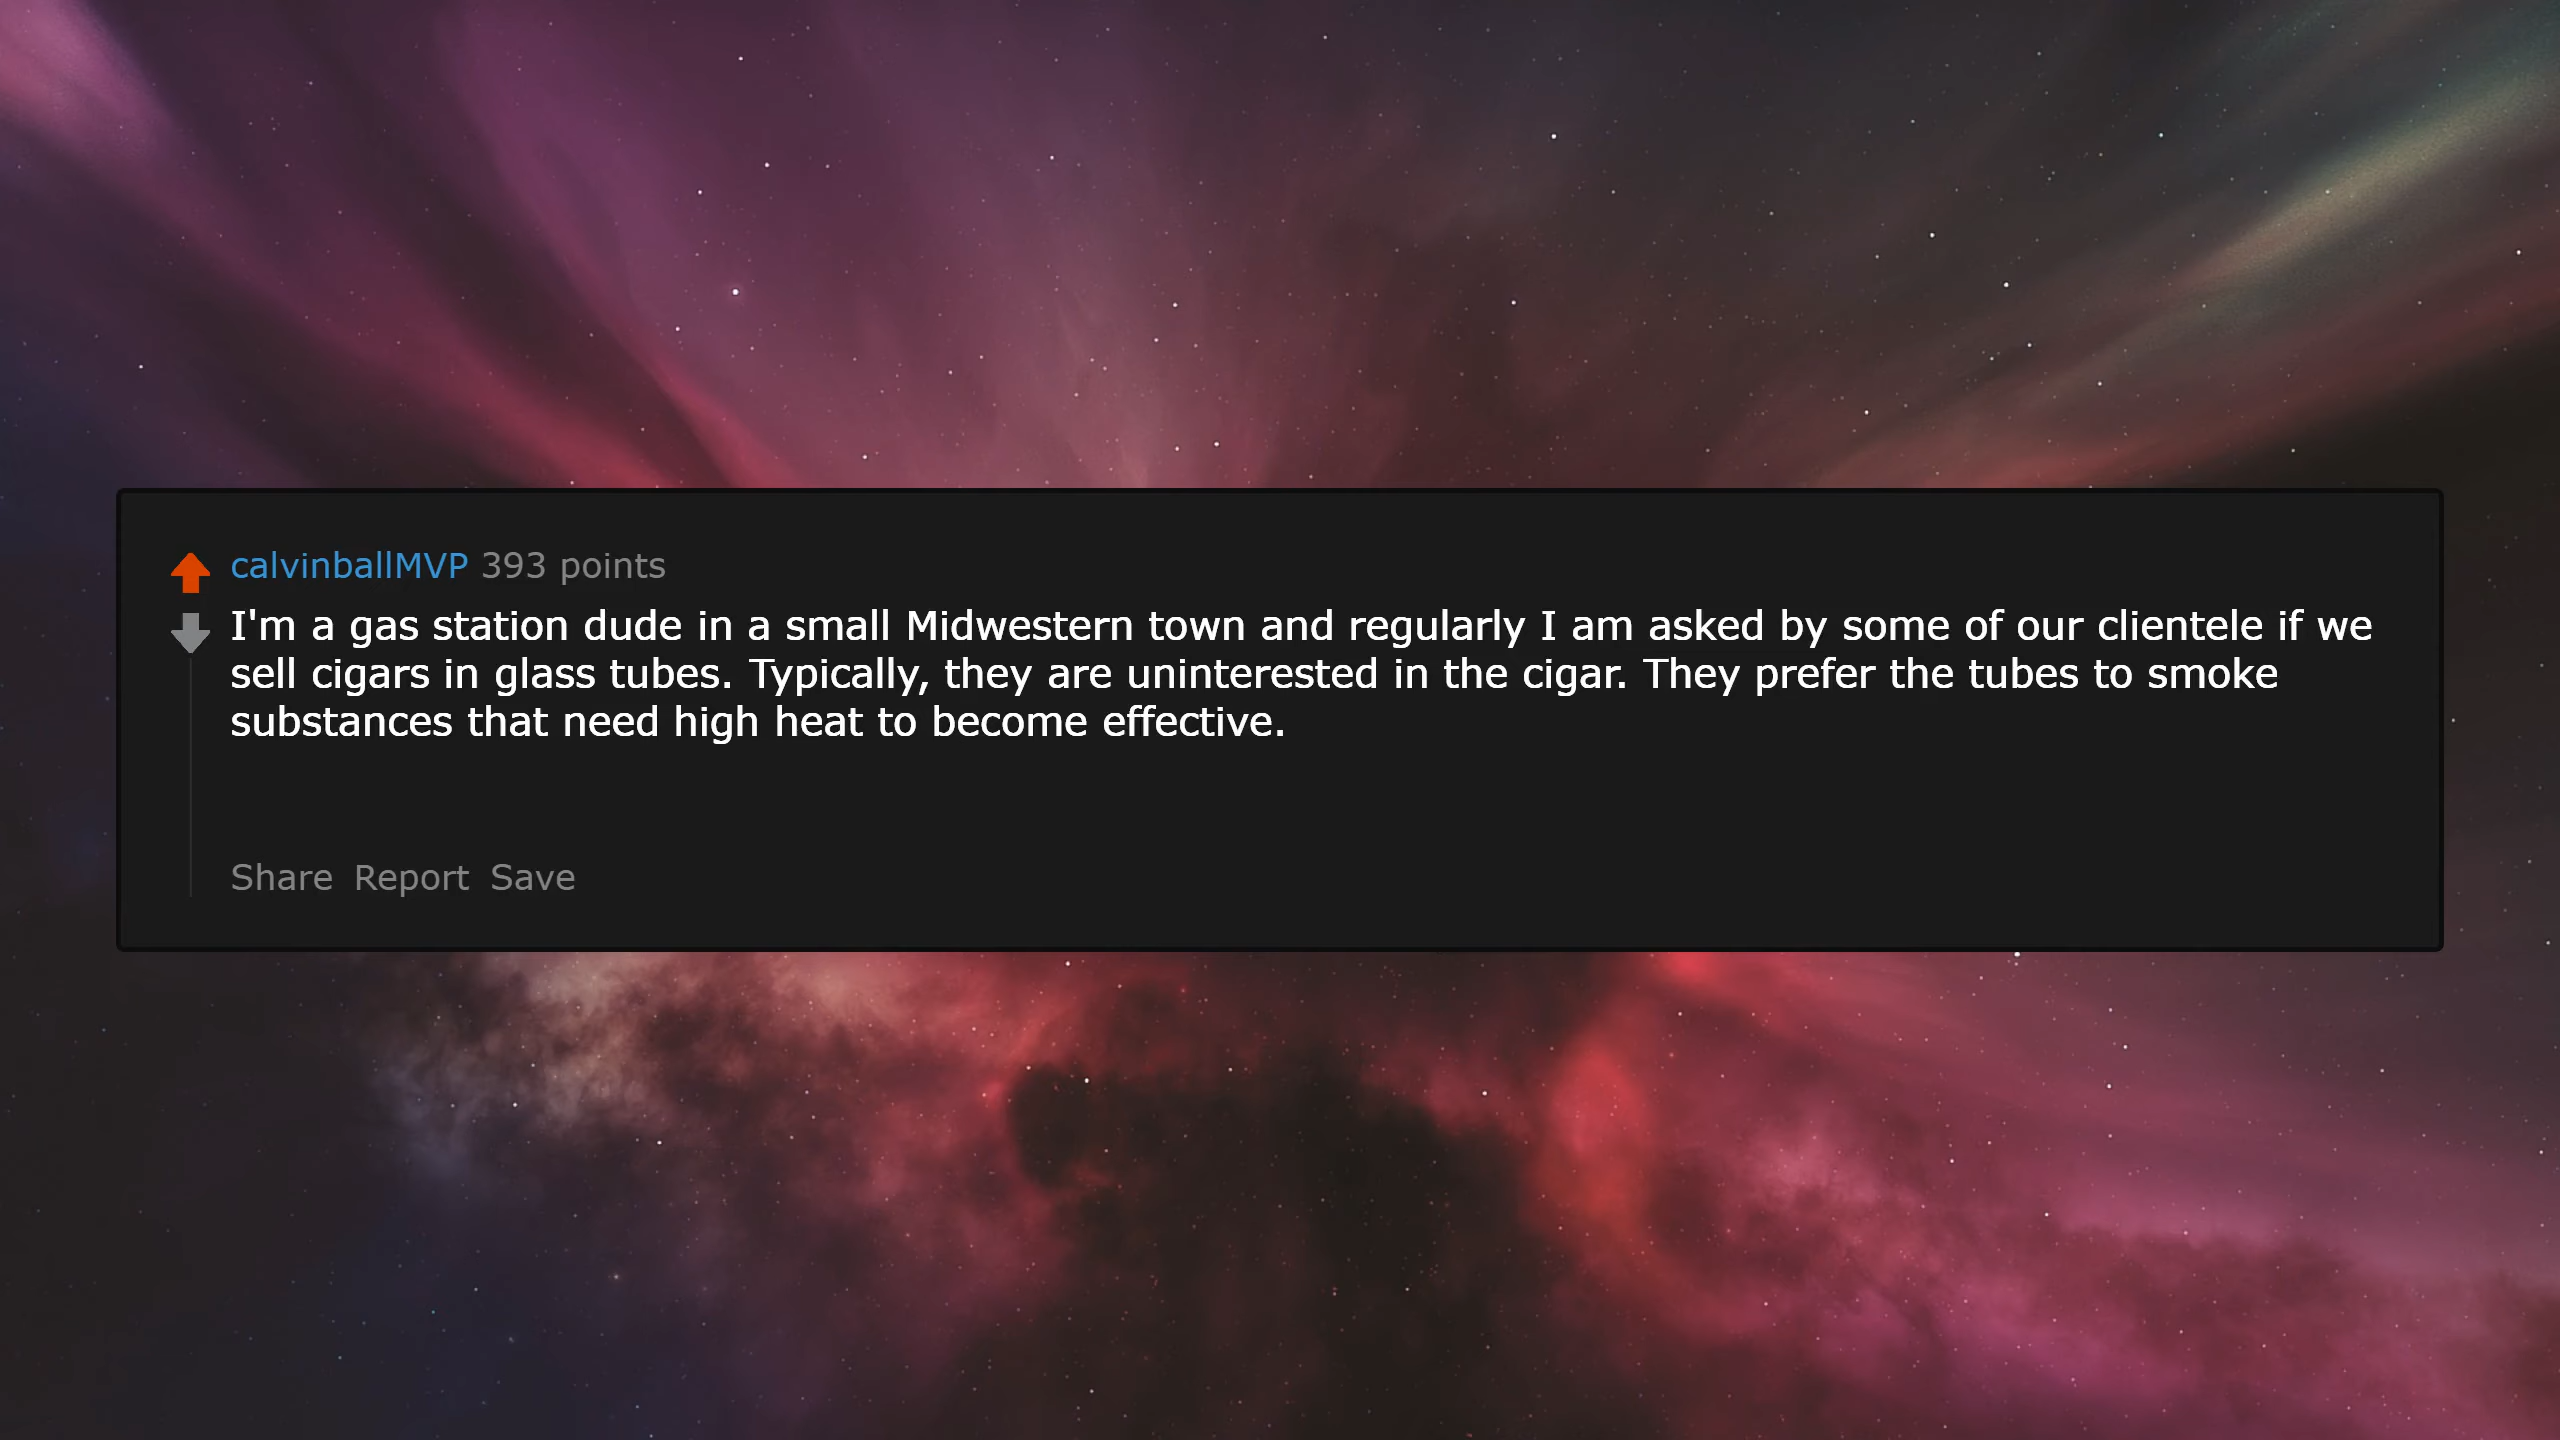 calvinballMVP 393 points
I'm a gas station dude in a small Midwestern town and regularly I am asked by some of our clientele if we
sell cigars in glass tubes. Typically, they are uninterested in the cigar. They prefer the tubes to smoke
substances that need high heat to become effective.
Share Report Save